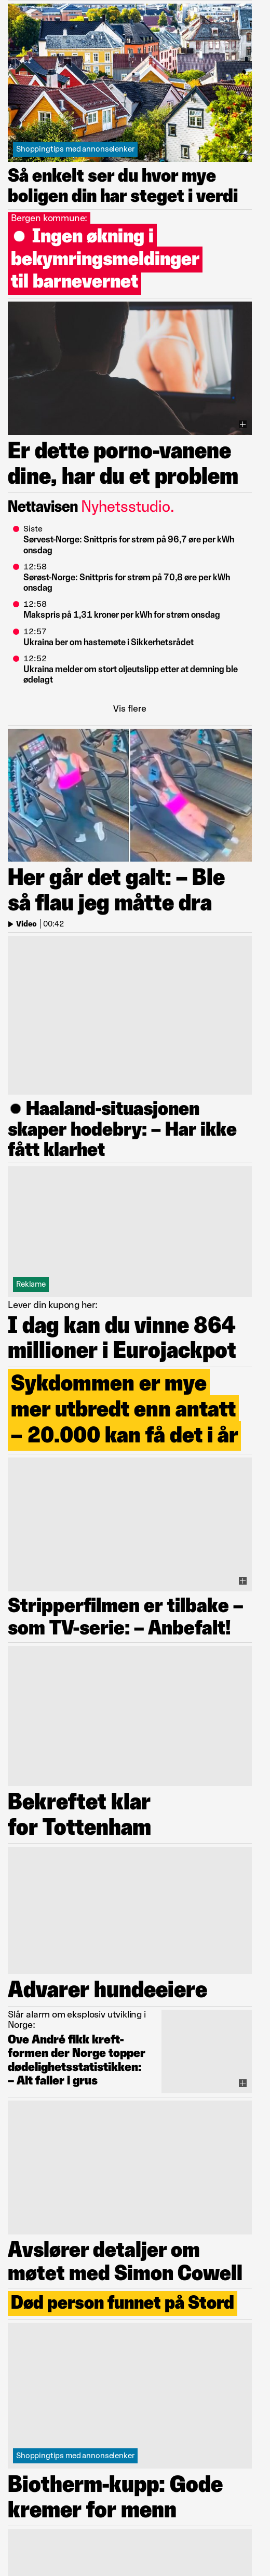 Shoppingtips med annonselenker
Så enkelt ser du hvor mye
boligen din har steget i verdi
Bergen kommune:
● Ingen økning i
bekymringsmeldinger
til barnevernet
Er dette porno-vanene
dine, har du et problem
Nettavisen Nyhetsstudio.
Siste
Sørvest-Norge: Snittpris for strøm på 96,7 øre per kWh
onsdag
12:58
Sørøst-Norge: Snittpris for strøm på 70,8 øre per kWh
onsdag
12:58
Makspris på 1,31 kroner per kWh for strøm onsdag
12:57
Ukraina ber om hastemøte i Sikkerhetsrådet
12:52
Ukraina melder om stort oljeutslipp etter at demning ble
ødelagt
Vis flere
Her går det galt: – Ble
så flau jeg måtte dra
Video | 00:42
● Haaland-situasjonen
skaper hodebry: – Har ikke
fått klarhet
Reklame
Lever din kupong her:
I dag kan du vinne 864
millioner i Eurojackpot
Sykdommen er mye
mer utbredt enn antatt
– 20.000 kan få det i år
Stripperfilmen er tilbake –
som TV-serie: – Anbefalt!
Bekreftet klar
for Tottenham
Advarer hundeeiere
Slår alarm om eksplosiv utvikling i
Norge:
Ove André fikk kreft-
formen der Norge topper
dødelighetsstatistikken:
– Alt faller i grus
Avslører detaljer om
møtet med Simon Cowell
Død person funnet på Stord
Shoppingtips med annonselenker
Biotherm-kupp: Gode
kremer for menn